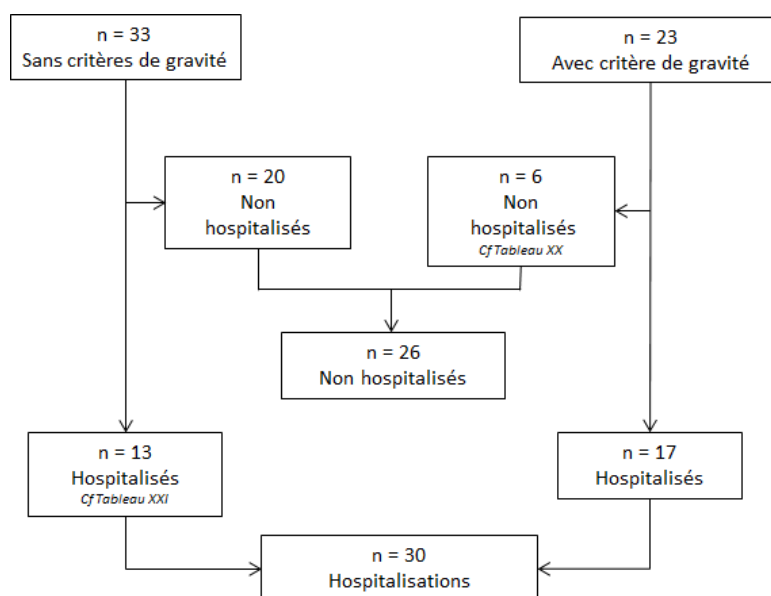 n = 33
Sans critères de gravité
n = 23
Avec critère de gravité
n = 20
Non
hospitalisés
n = 6
Non
hospitalisés
Cf Tableau XX
n = 26
Non hospitalisés
n = 13
Hospitalisés
Cf Tableau XXI
n = 17
Hospitalisés
n = 30
Hospitalisations